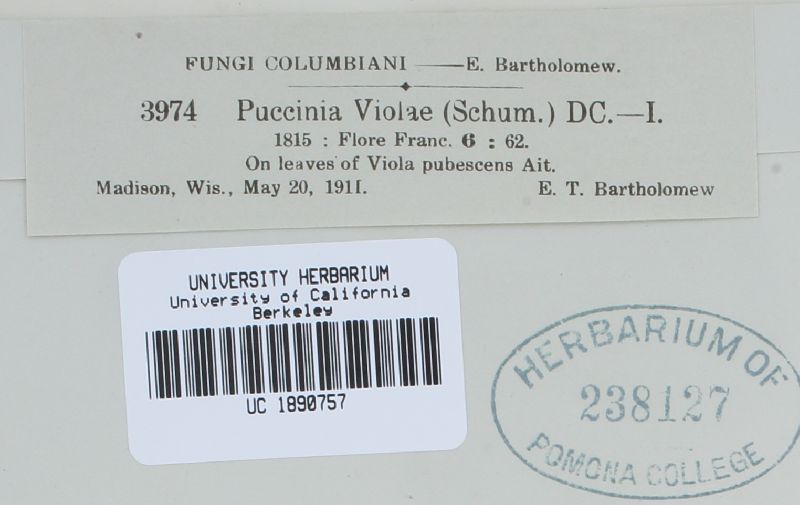 FUNGI COLUMBIANI —— E. Bartholomew.
3974 Puccinia Violae (Schum.) DC.—I.
1815 : Flore Franc. 6 : 62.
On leaves of Viola pubescens Ait.
Madison, Wis., May 20, 1911. E. T. Bartholomew
UNIVERSITY HERBARIUM
University of California
Berkeley
UC 1890757
HERBARIUM OF
238127
POMONA COLLEGE